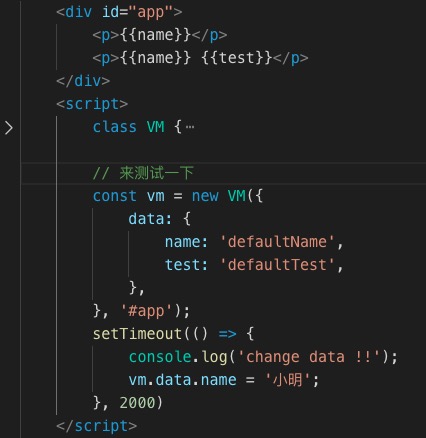 <div id="app">
<p>{{name}}</p>
<p>{{name}} {{test}}</p>
</div>
<script>
class VM {…
// 来测试一下
const vm = new VM({
data: {
name: 'defaultName',
test: 'defaultTest',
},
}, '#app');
setTimeout(() => {
console.log('change data !!');
vm.data.name = '小明';
}, 2000)
</script>